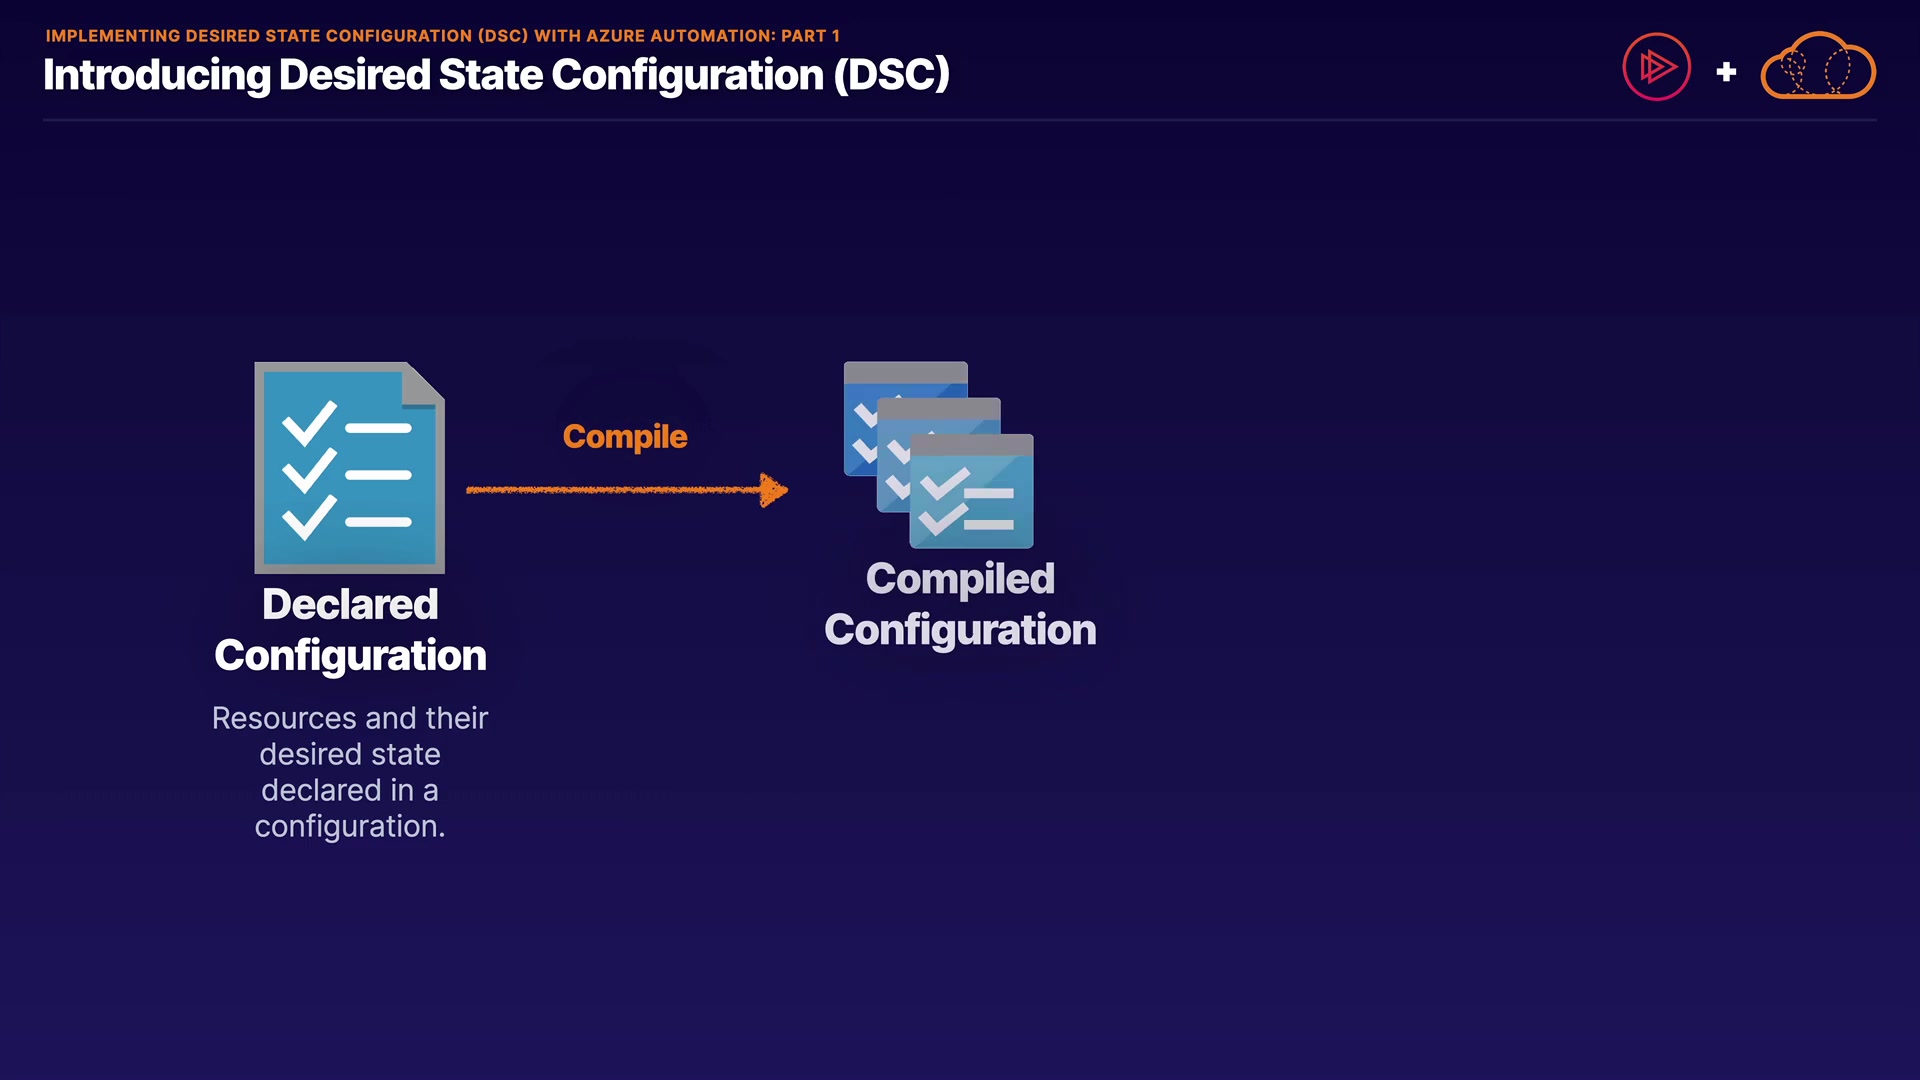 IMPLEMENTING DESIRED STATE CONFIGURATION (DSC) WITH AZURE AUTOMATION: PART 1
Introducing Desired State Configuration (DSC)
+
Compile
Declared
Configuration
Resources and their
desired state
declared in a
configuration.
Compiled
Configuration